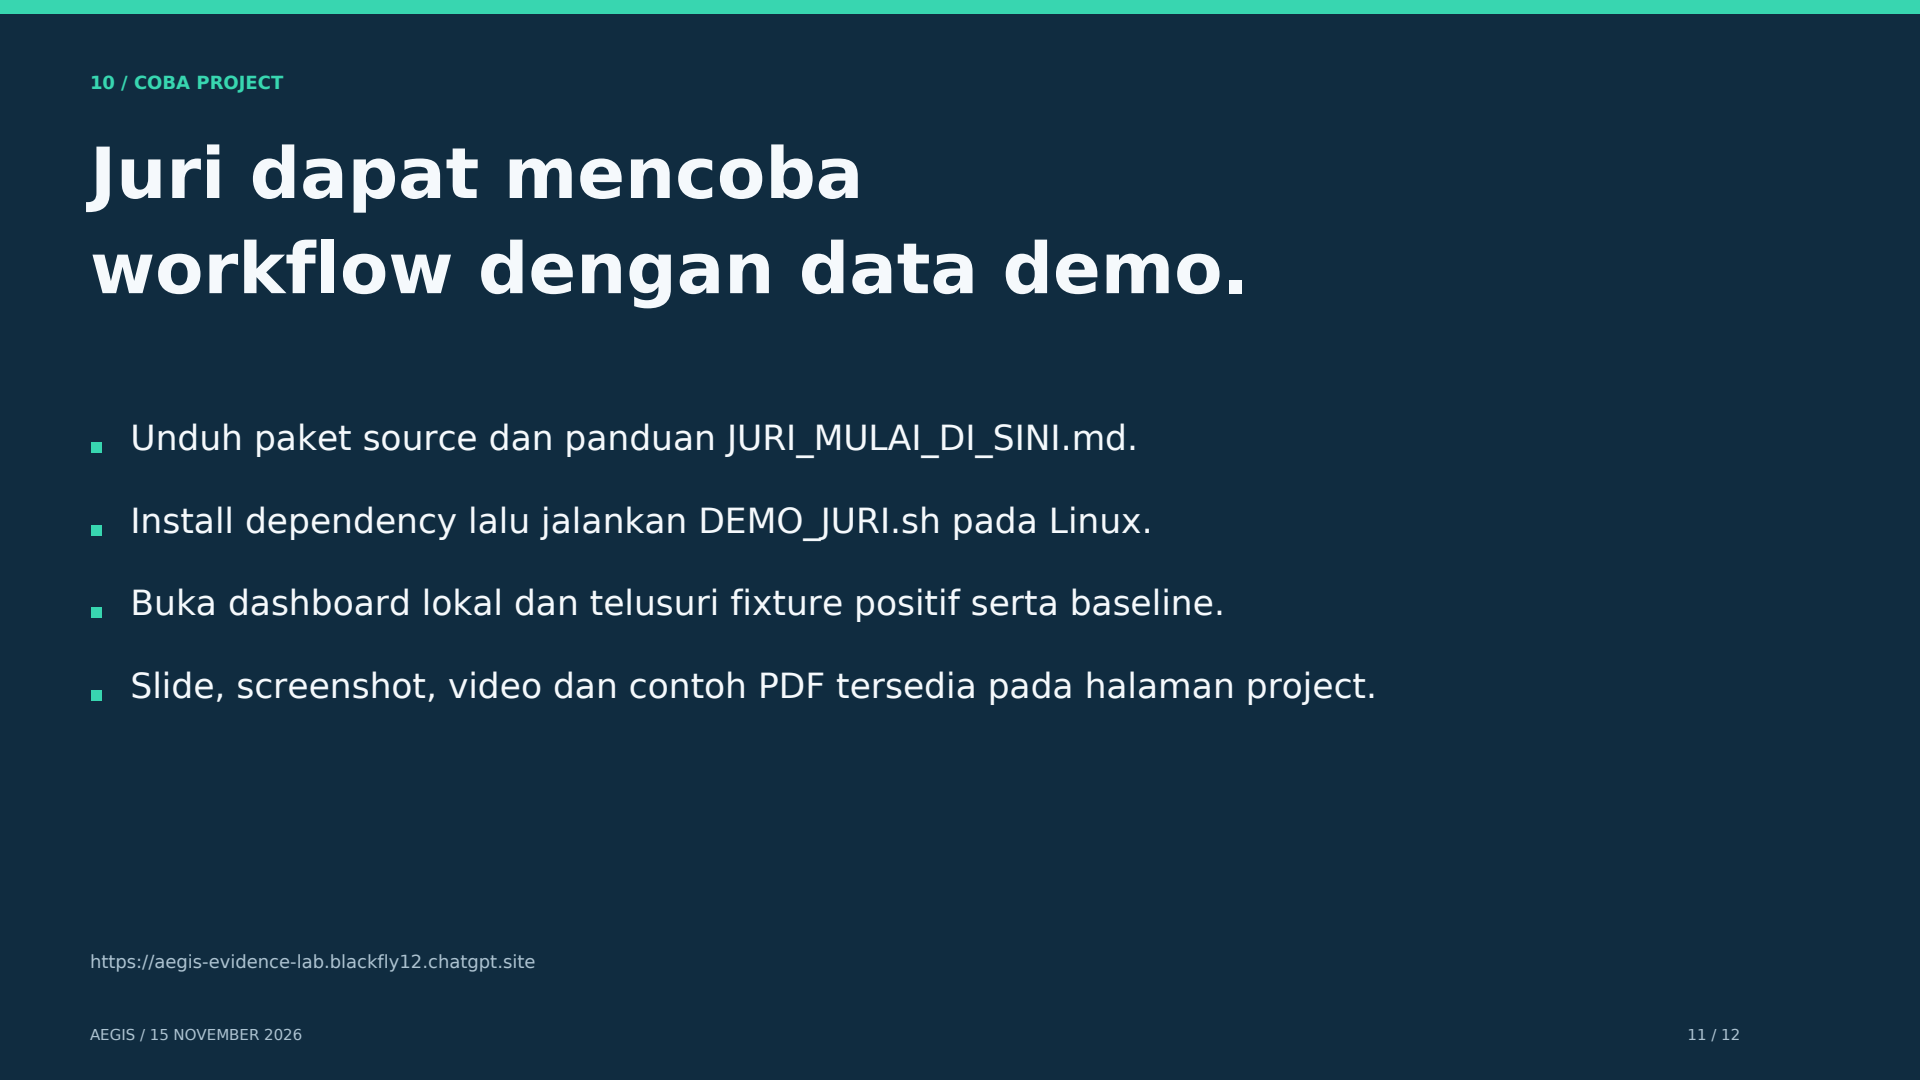 10 / COBA PROJECT
Juri dapat mencoba
workflow dengan data demo.
Unduh paket source dan panduan JURI_MULAI_DI_SINI.md.
Install dependency lalu jalankan DEMO_JURI.sh pada Linux.
Buka dashboard lokal dan telusuri fixture positif serta baseline.
Slide, screenshot, video dan contoh PDF tersedia pada halaman project.
https://aegis-evidence-lab.blackfly12.chatgpt.site
AEGIS / 15 NOVEMBER 2026
11 / 12